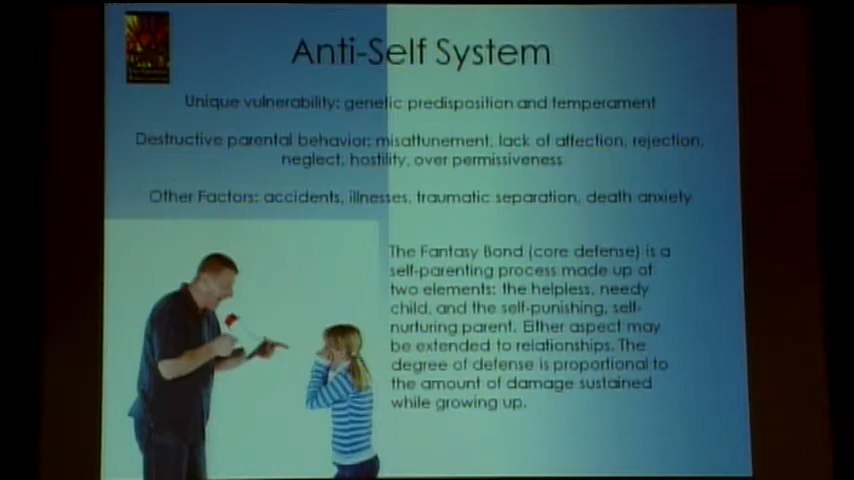 Anti-Self System
Unique vulnerability: genetic predisposition and temperament
Destructive parental behavior: misattunement, lack of affection, rejection,
neglect, hostility, over permissiveness
Other Factors: accidents, illnesses, traumatic separation, death anxiety
The Fantasy Bond (core defense) is a
self-parenting process made up of
two elements: the helpless, needy
child, and the self-punishing, self-
nurturing parent. Either aspect may
be extended to relationships. The
degree of defense is proportional to
the amount of damage sustained
while growing up.